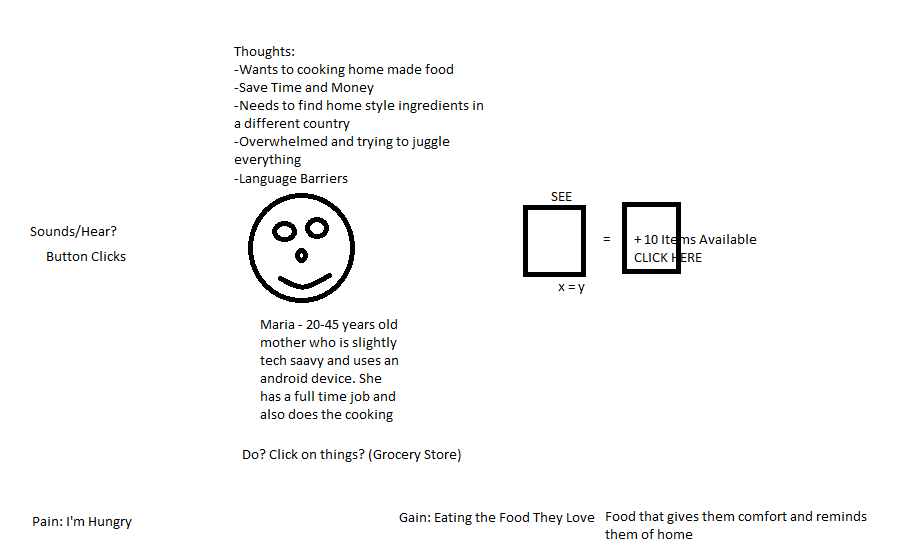 Thoughts:
-Wants to cooking home made food
-Save Time and Money
-Needs to find home style ingredients in
a different country
-Overwhelmed and trying to juggle
everything
-Language Barriers
Sounds/Hear?
Button Clicks
SEE
=
+ 10 Items Available
CLICK HERE
x = y
Maria - 20-45 years old
mother who is slightly
tech saavy and uses an
android device. She
has a full time job and
also does the cooking
Do? Click on things? (Grocery Store)
Pain: I'm Hungry
Gain: Eating the Food They Love
Food that gives them comfort and reminds
them of home